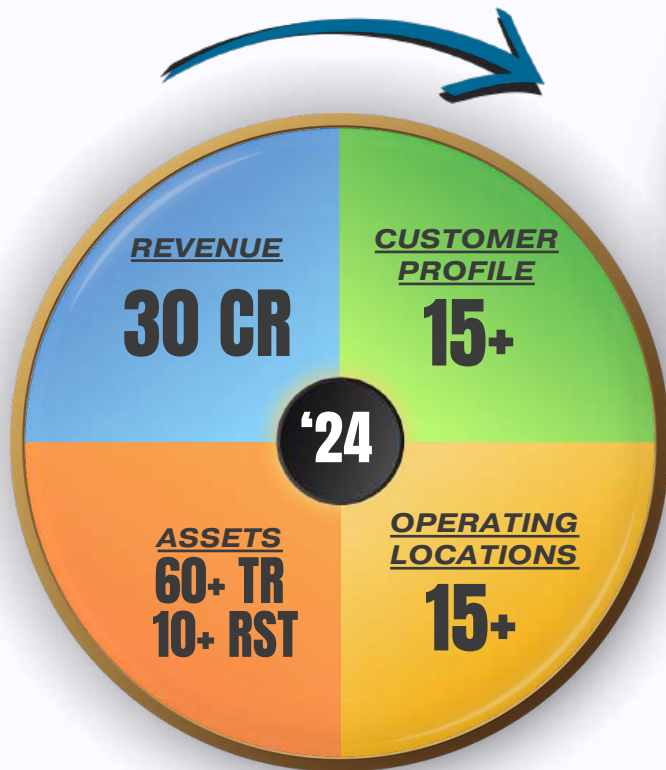 REVENUE
30 CR
CUSTOMER
PROFILE
15+
‘24
ASSETS
60+ TR
10+ RST
OPERATING
LOCATIONS
15+